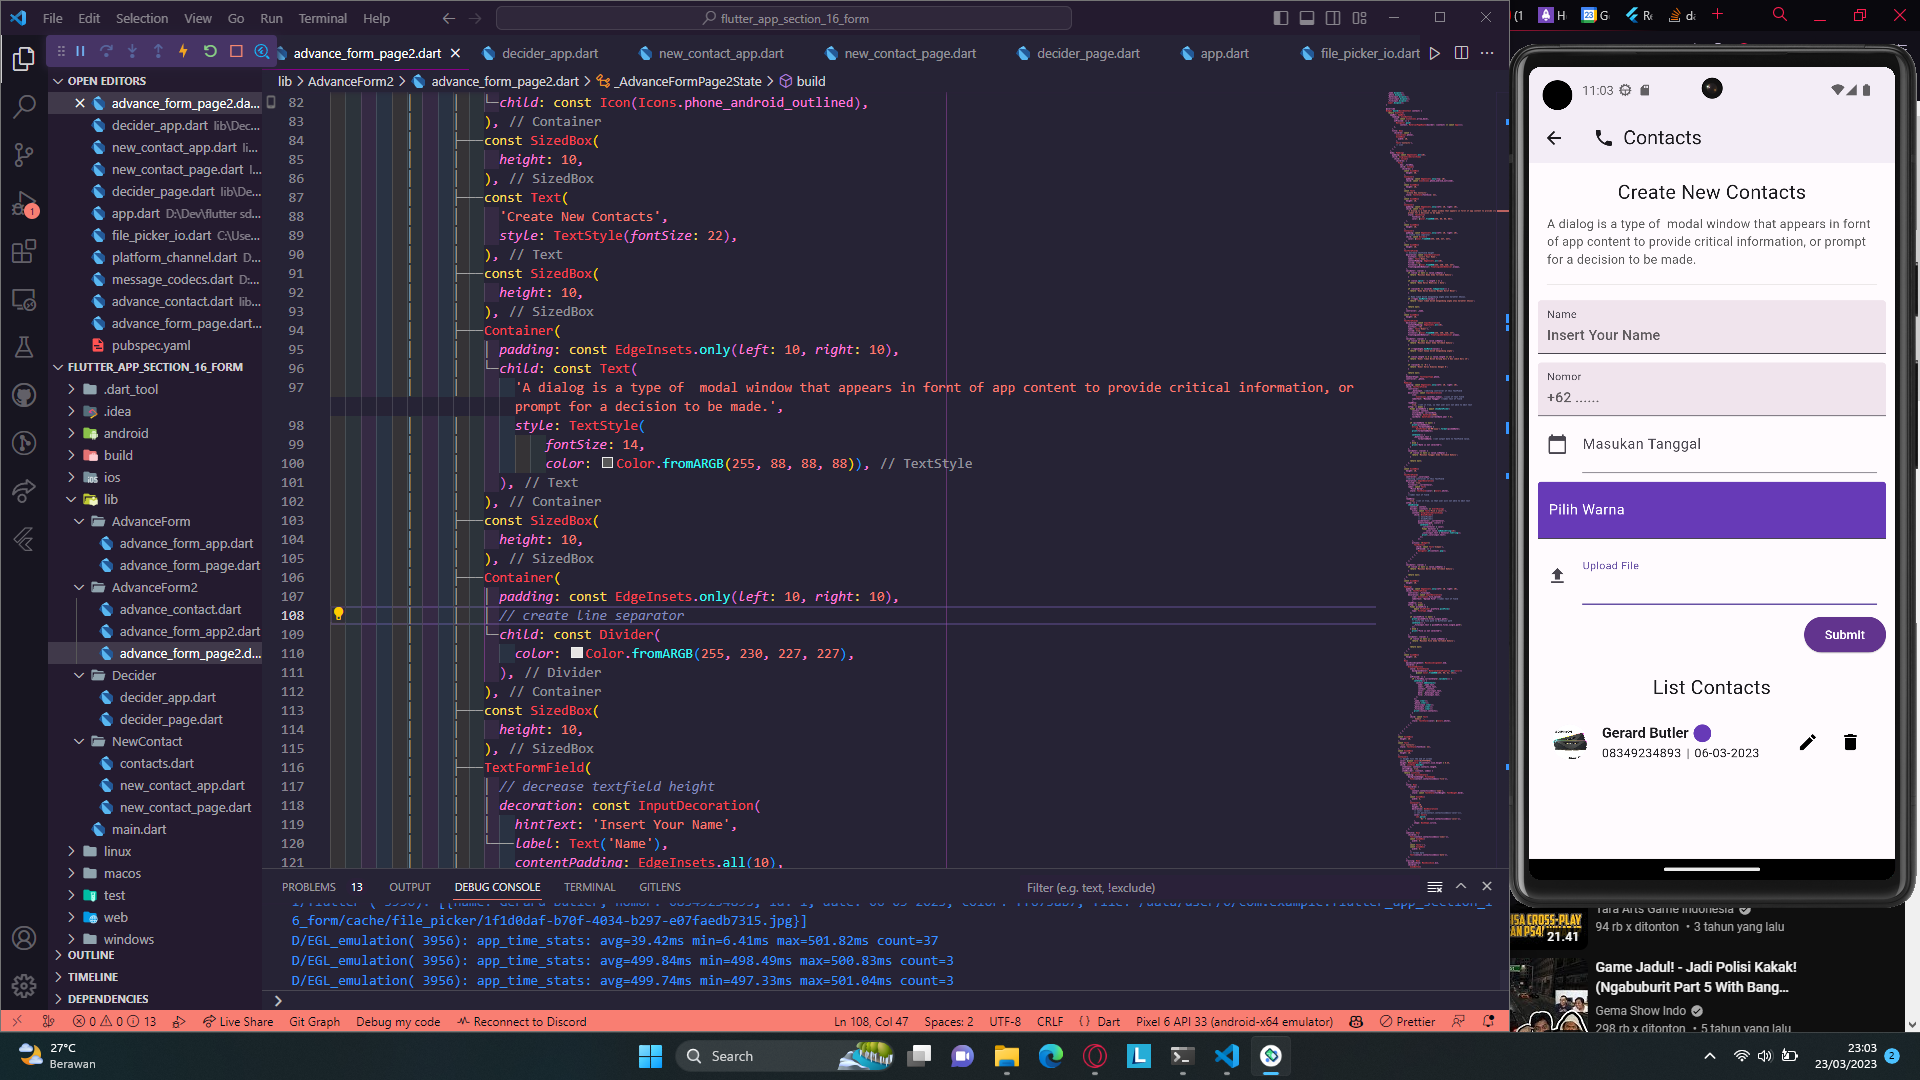 File Edit Selection View Go Run Terminal Help
flutter_app_section_16_form
advance_form_page2.dart
decider_app.dart
new_contact_app.dart
new_contact_page.dart
decider_page.dart
app.dart
file_picker_io.dart
OPEN EDITORS
advance_form_page2.da...
decider_app.dart lib\Dec...
new_contact_app.dart li...
new_contact_page.dart l...
decider_page.dart lib\De...
app.dart D:\Dev\flutter sd...
file_picker_io.dart C:\Use...
platform_channel.dart D...
message_codecs.dart D:...
advance_contact.dart lib...
advance_form_page.dart...
pubspec.yaml
FLUTTER_APP_SECTION_16_FORM
.dart_tool
.idea
android
build
ios
lib
AdvanceForm
advance_form_app.dart
advance_form_page.dart
AdvanceForm2
advance_contact.dart
advance_form_app2.dart
advance_form_page2.d...
Decider
decider_app.dart
decider_page.dart
NewContact
contacts.dart
new_contact_app.dart
new_contact_page.dart
main.dart
linux
macos
test
web
windows
OUTLINE
TIMELINE
DEPENDENCIES
1
lib > AdvanceForm2 > advance_form_page2.dart > _AdvanceFormPage2State > build
82 child: const Icon(Icons.phone_android_outlined),
83 ), // Container
84 const SizedBox(
85 height: 10,
86 ), // SizedBox
87 const Text(
88 'Create New Contacts',
89 style: TextStyle(fontSize: 22),
90 ), // Text
91 const SizedBox(
92 height: 10,
93 ), // SizedBox
94 Container(
95 padding: const EdgeInsets.only(left: 10, right: 10),
96 child: const Text(
97 'A dialog is a type of  modal window that appears in fornt of app content to provide critical information, or
prompt for a decision to be made.',
98 style: TextStyle(
99 fontSize: 14,
100 color: Color.fromARGB(255, 88, 88, 88)), // TextStyle
101 ), // Text
102 ), // Container
103 const SizedBox(
104 height: 10,
105 ), // SizedBox
106 Container(
107 padding: const EdgeInsets.only(left: 10, right: 10),
108 // create line separator
109 child: const Divider(
110 color: Color.fromARGB(255, 230, 227, 227),
111 ), // Divider
112 ), // Container
113 const SizedBox(
114 height: 10,
115 ), // SizedBox
116 TextFormField(
117 // decrease textfield height
118 decoration: const InputDecoration(
119 hintText: 'Insert Your Name',
120 label: Text('Name'),
121 contentPadding: EdgeInsets.all(10),
PROBLEMS 13 OUTPUT DEBUG CONSOLE TERMINAL GITLENS
Filter (e.g. text, !exclude)
6_form/cache/file_picker/1f1d0daf-b70f-4034-b297-e07faedb7315.jpg}]
D/EGL_emulation( 3956): app_time_stats: avg=39.42ms min=6.41ms max=501.82ms count=37
D/EGL_emulation( 3956): app_time_stats: avg=499.84ms min=498.49ms max=500.83ms count=3
D/EGL_emulation( 3956): app_time_stats: avg=499.74ms min=497.33ms max=501.04ms count=3
0 0 13 Live Share Git Graph Debug my code Reconnect to Discord
Ln 108, Col 47 Spaces: 2 UTF-8 CRLF {} Dart Pixel 6 API 33 (android-x64 emulator) Prettier
(1 H 23 G Re da
11:03
Contacts
Create New Contacts
A dialog is a type of  modal window that appears in fornt
of app content to provide critical information, or prompt
for a decision to be made.
Name
Insert Your Name
Nomor
+62 ......
Masukan Tanggal
Pilih Warna
Upload File
Submit
List Contacts
Gerard Butler
08349234893 | 06-03-2023
Yara Arts Game Indonesia
94 rb x ditonton • 3 tahun yang lalu
ISA CROSS-PLAY
AN PS4!
21.41
Game Jadul! - Jadi Polisi Kakak!
(Ngabuburit Part 5 With Bang...
Gema Show Indo
298 rb x ditonton • 5 tahun yang lalu
27°C
Berawan
Search
L
23:03
23/03/2023
2